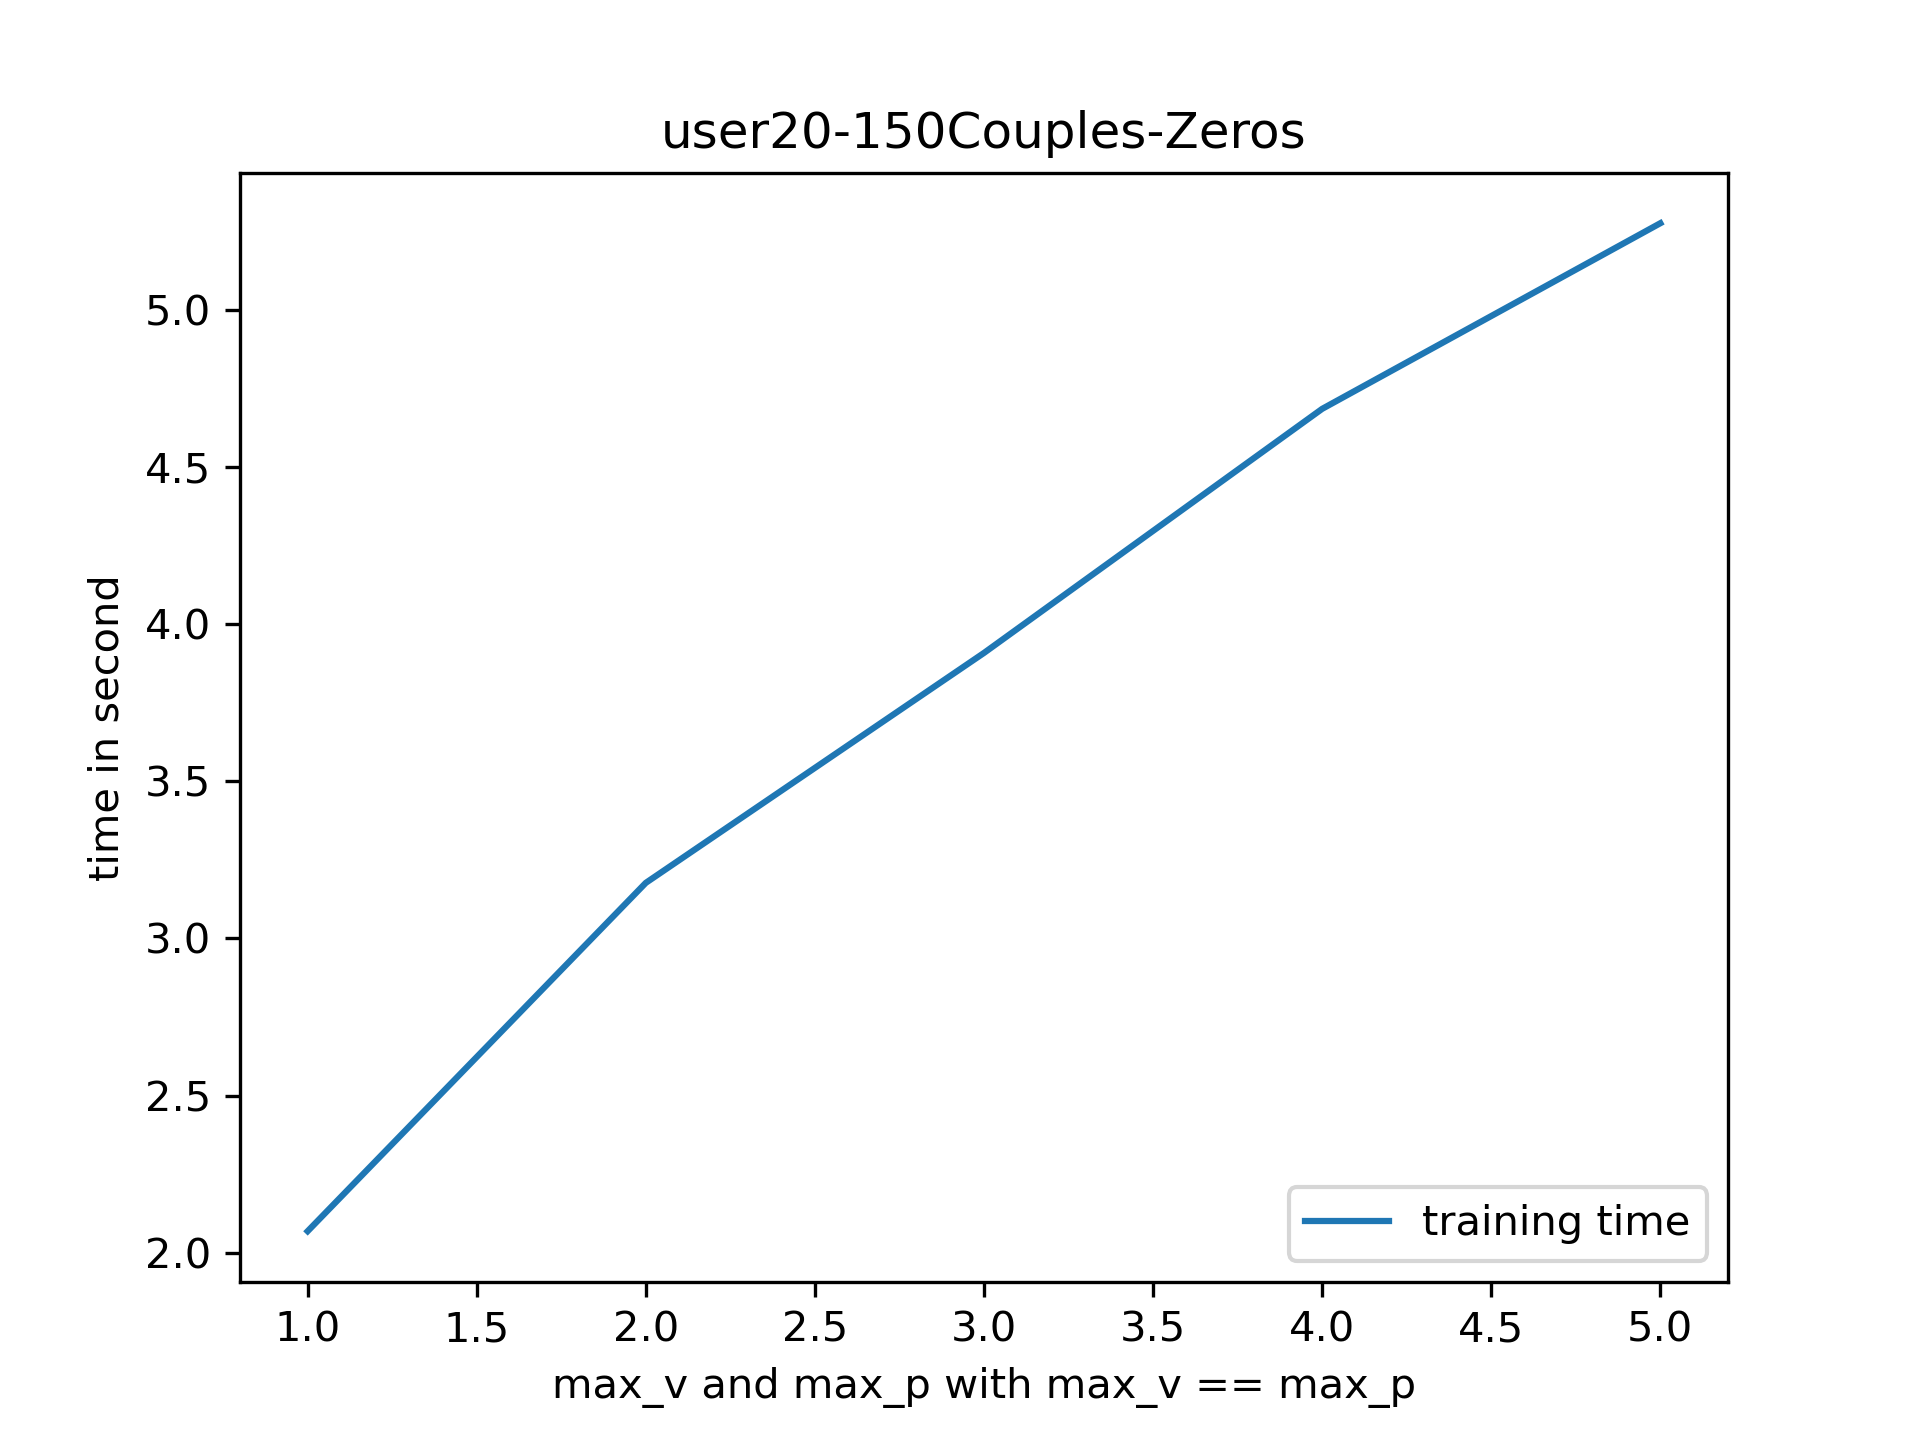 user20-150Couples-Zeros
time in second
5.0
4.5
4.0
3.5
3.0
2.5
2.0
training time
1.0 1.5 2.0 2.5 3.0 3.5 4.0 4.5 5.0
max_v and max_p with max_v == max_p